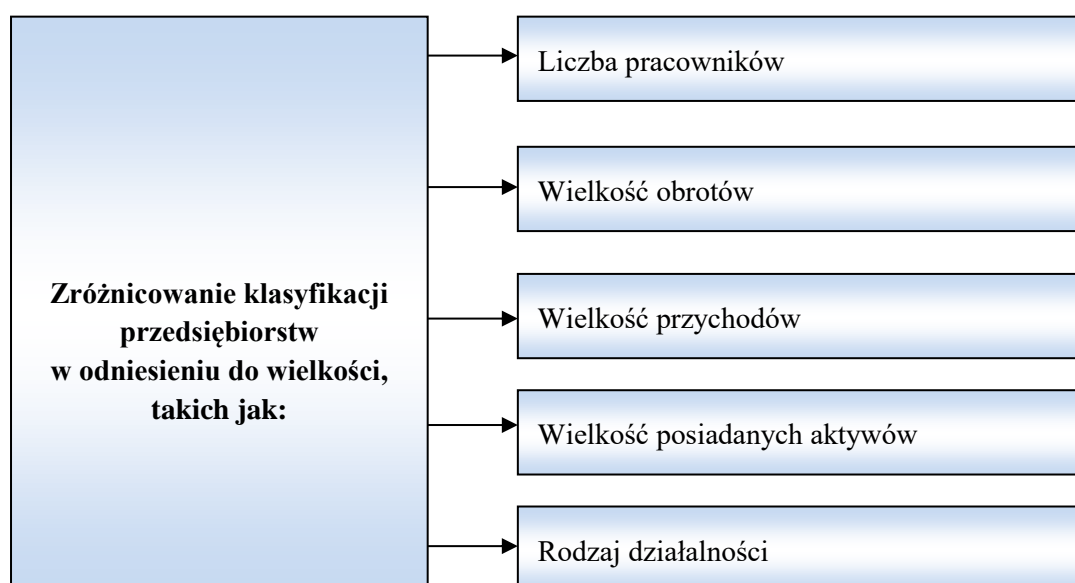 Zróżnicowanie klasyfikacji
przedsiębiorstw
w odniesieniu do wielkości,
takich jak:
Liczba pracowników
Wielkość obrotów
Wielkość przychodów
Wielkość posiadanych aktywów
Rodzaj działalności